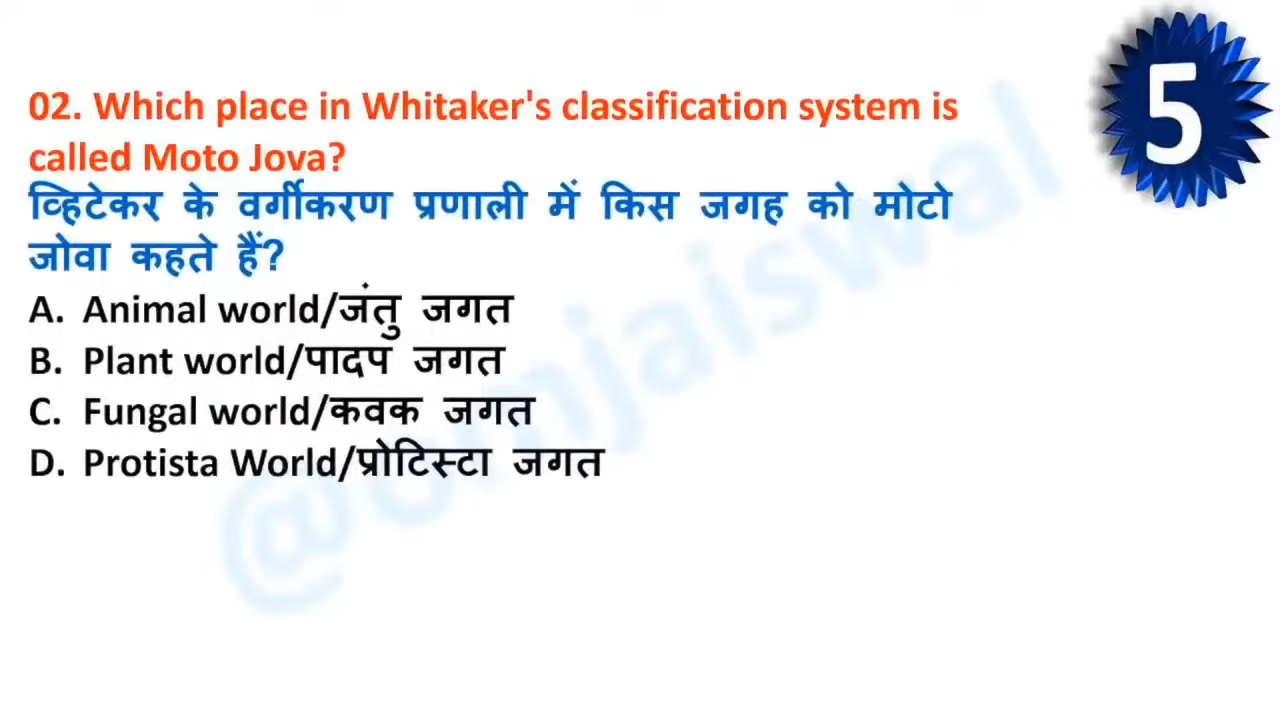 5
02. Which place in Whitaker's classification system is
called Moto Jova?
व्हिटेकर के वर्गीकरण प्रणाली में किस जगह को मोटो
जोवा कहते हैं?
A. Animal world/जंतु जगत
B. Plant world/पादप जगत
C. Fungal world/कवक जगत
D. Protista World/प्रोटिस्टा जगत
@omjaiswal